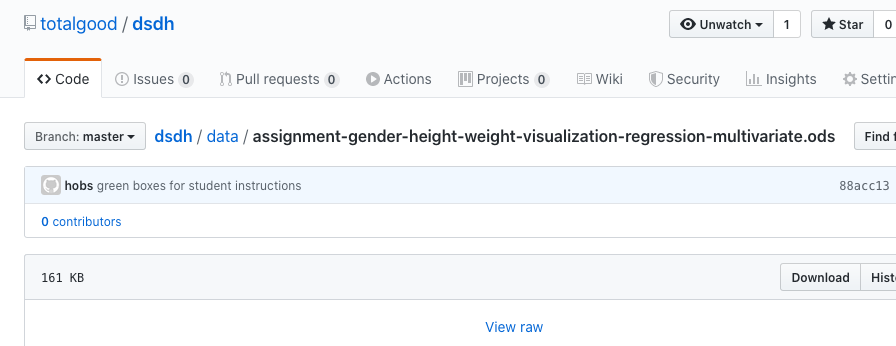 totalgood / dsdh Unwatch 1 Star 0
Code Issues 0 Pull requests 0 Actions Projects 0 Wiki Security Insights
Branch: master dsdh / data / assignment-gender-height-weight-visualization-regression-multivariate.ods Find
hobs green boxes for student instructions 88acc13
0 contributors
161 KB Download
View raw